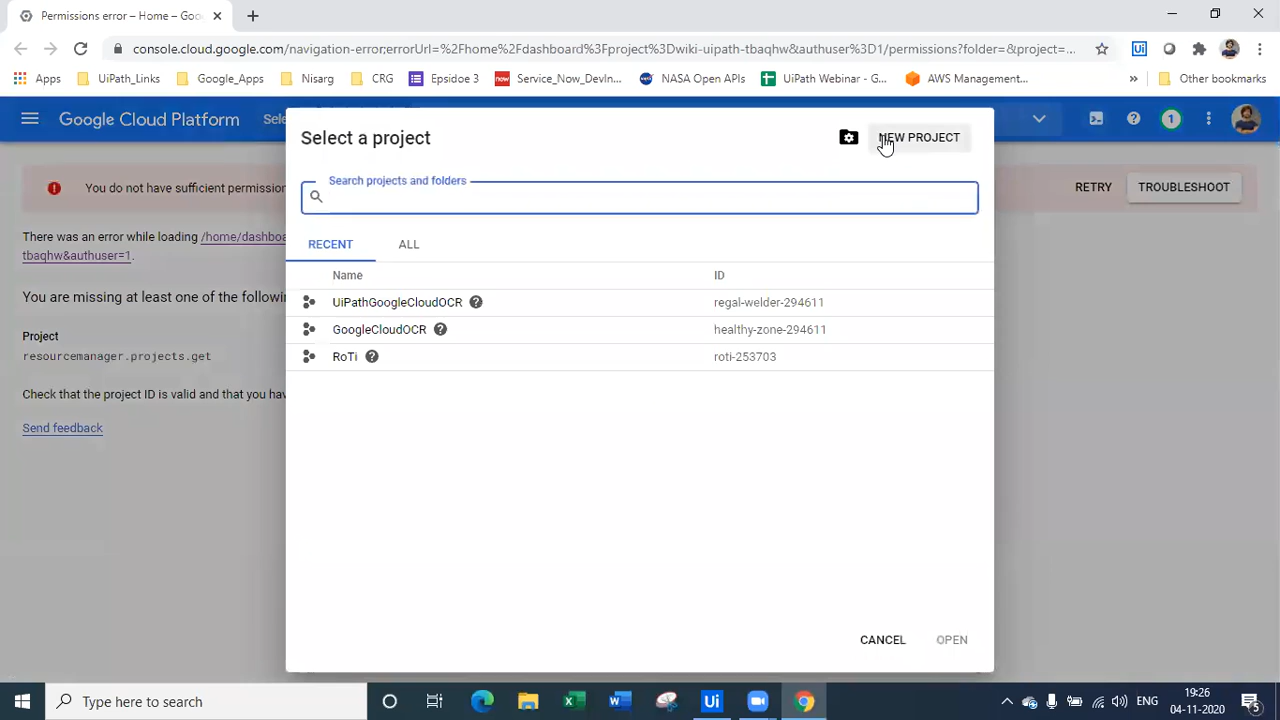 Permissions error – Home – Goo
console.cloud.google.com/navigation-error;errorUrl=%2Fhome%2Fdashboard%3Fproject%3Dwiki-uipath-tbaqhw&authuser%3D1/permissions?folder=&project=...
Apps UiPath_Links Google_Apps Nisarg CRG Epsidoe 3 Service_Now_DevIn... NASA Open APIs UiPath Webinar - G... AWS Management... » Other bookmarks
Google Cloud Platform
1
Select a project
NEW PROJECT
You do not have sufficient permission
RETRY
TROUBLESHOOT
Search projects and folders
There was an error while loading /home/dashboa
tbaqhw&authuser=1.
RECENT
ALL
Name
ID
You are missing at least one of the followi
UiPathGoogleCloudOCR
regal-welder-294611
Project
GoogleCloudOCR
healthy-zone-294611
resourcemanager.projects.get
RoTi
roti-253703
Check that the project ID is valid and that you hav
Send feedback
CANCEL
OPEN
Type here to search
ENG
19:26
04-11-2020
5